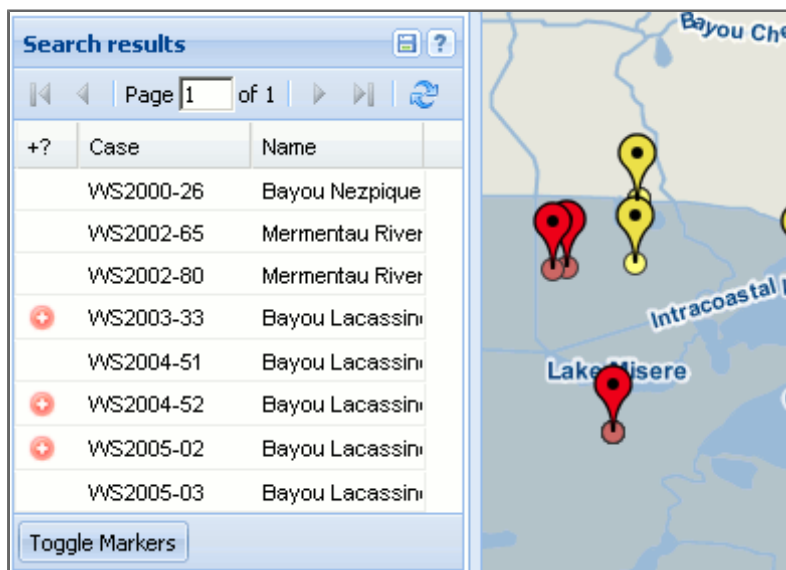 Search results
?
Page 1 of 1
+? Case Name
WS2000-26 Bayou Nezpique
WS2002-65 Mermentau River
WS2002-80 Mermentau River
WS2003-33 Bayou Lacassin
WS2004-51 Bayou Lacassin
WS2004-52 Bayou Lacassin
WS2005-02 Bayou Lacassin
WS2005-03 Bayou Lacassin
Toggle Markers
Bayou Che
Intracoastal
Lake Misere